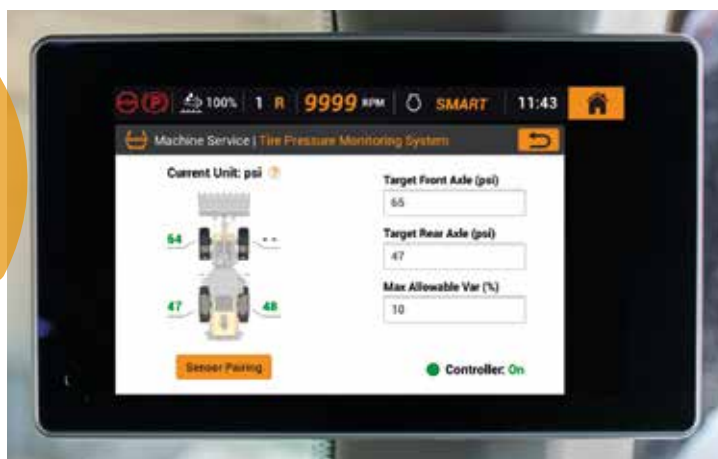 P 100% 1 R 9999 RPM SMART 11:43
Machine Service | Tire Pressure Monitoring System
Current Unit: psi ?
Target Front Axle (psi)
65
64 - -
Target Rear Axle (psi)
47
Max Allowable Var (%)
47 48
10
Sensor Pairing
Controller: On